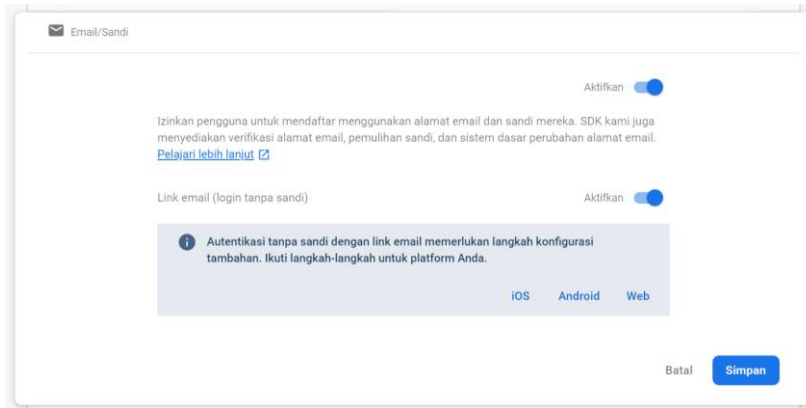 Email/Sandi
Aktifkan
Izinkan pengguna untuk mendaftar menggunakan alamat email dan sandi mereka. SDK kami juga
menyediakan verifikasi alamat email, pemulihan sandi, dan sistem dasar perubahan alamat email.
Pelajari lebih lanjut
Link email (login tanpa sandi)
Aktifkan
Autentikasi tanpa sandi dengan link email memerlukan langkah konfigurasi
tambahan. Ikuti langkah-langkah untuk platform Anda.
iOS Android Web
Batal Simpan